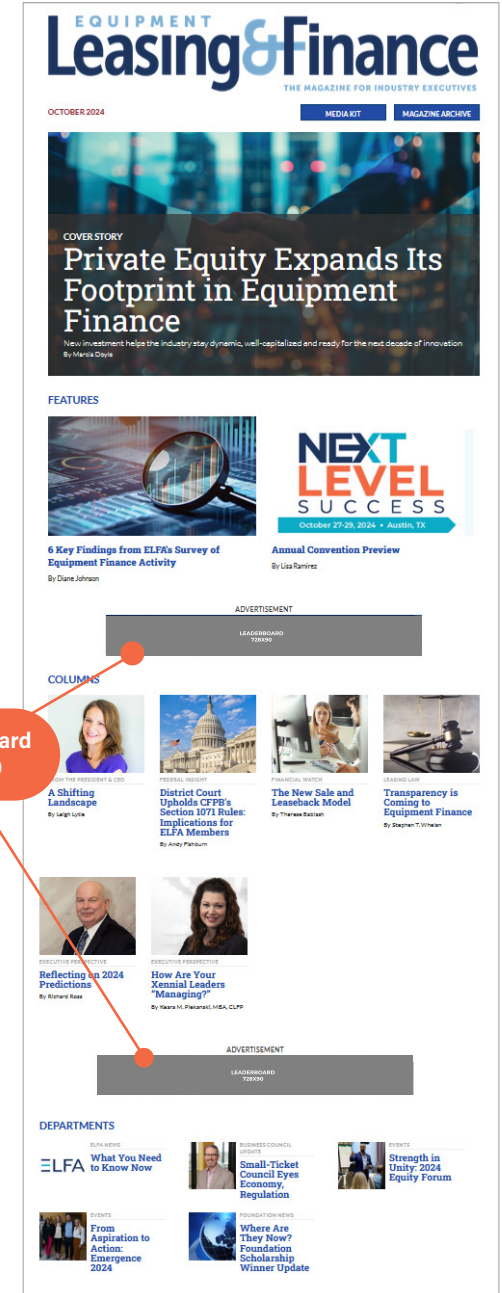 EQUIPMENT
Leasing&Finance
THE MAGAZINE FOR INDUSTRY EXECUTIVES
OCTOBER 2024
MEDIA KIT
MAGAZINE ARCHIVE
COVER STORY
Private Equity Expands Its
Footprint in Equipment
Finance
New investment helps the industry stay dynamic, well-capitalized and ready for the next decade of innovation
By Marcia Doyle
FEATURES
NEXT
LEVEL
SUCCESS
October 27-29, 2024 • Austin, TX
6 Key Findings from ELFA's Survey of
Equipment Finance Activity
By Diane Johnson
Annual Convention Preview
By Lisa Ramirez
ADVERTISEMENT
LEADERBOARD
728X90
COLUMNS
ard
)
OM THE PRESIDENT & CEO
A Shifting
Landscape
By Leigh Lytle
FEDERAL INSIGHT
District Court
Upholds CFPB's
Section 1071 Rules:
Implications for
ELFA Members
By Andy Fishburn
FINANCIAL WATCH
The New Sale and
Leaseback Model
By Therese
LEASING LAW
Transparency is
Coming to
Equipment Finance
By Stephen T. Whelan
EXECUTIVE PERSPECTIVE
Reflecting on 2024
Predictions
By Richard Ross
EXECUTIVE PERSPECTIVE
How Are Your
Xennial Leaders
"Managing?"
By Keara M. Piekanski, MBA, CLFP
ADVERTISEMENT
LEADERBOARD
728X90
DEPARTMENTS
ELFA
ELFA NEWS
What You Need
to Know Now
BUSINESS COUNCIL
UPDATE
Small-Ticket
Council Eyes
Economy,
Regulation
EVENTS
Strength in
Unity: 2024
Equity Forum
EVENTS
From
Aspiration to
Action:
Emergence
2024
FOUNDATION NEWS
Where Are
They Now?
Foundation
Scholarship
Winner Update